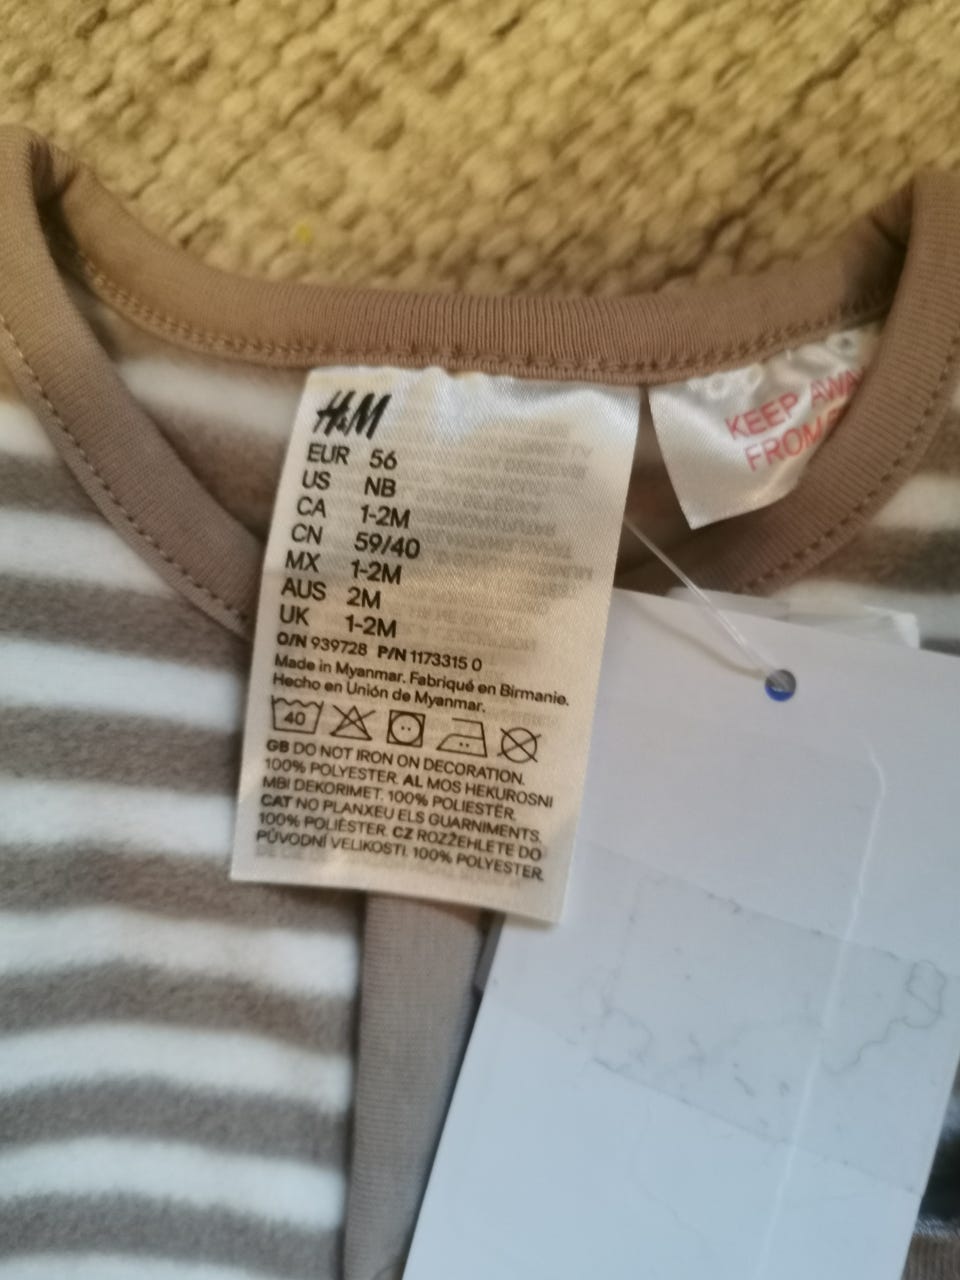 H&M
EUR 56
US NB
CA 1-2M
CN 59/40
MX 1-2M
AUS 2M
UK 1-2M
O/N 939728 P/N 1173315 0
Made in Myanmar. Fabriqué en Birmanie.
Hecho en Unión de Myanmar.
40
GB DO NOT IRON ON DECORATION.
100% POLYESTER. AL MOS HEKUROSNI
MBI DEKORIMET. 100% POLIESTËR.
CAT NO PLANXEU ELS GUARNIMENTS.
100% POLIÈSTER. CZ ROZŽEHLETE DO
PŮVODNÍ VELIKOSTI. 100% POLYESTER.
KEEP AWAY
FROM